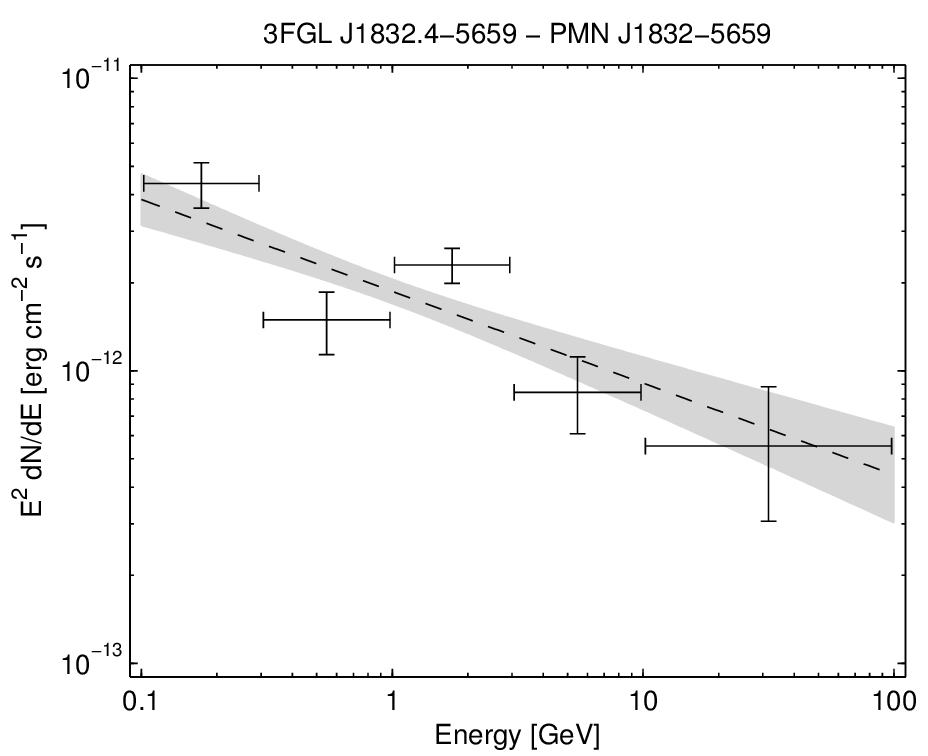 3FGL J1832.4−5659 − PMN J1832−5659
10⁻¹¹
10⁻¹²
10⁻¹³
E² dN/dE [erg cm⁻² s⁻¹]
0.1 1 10 100
Energy [GeV]